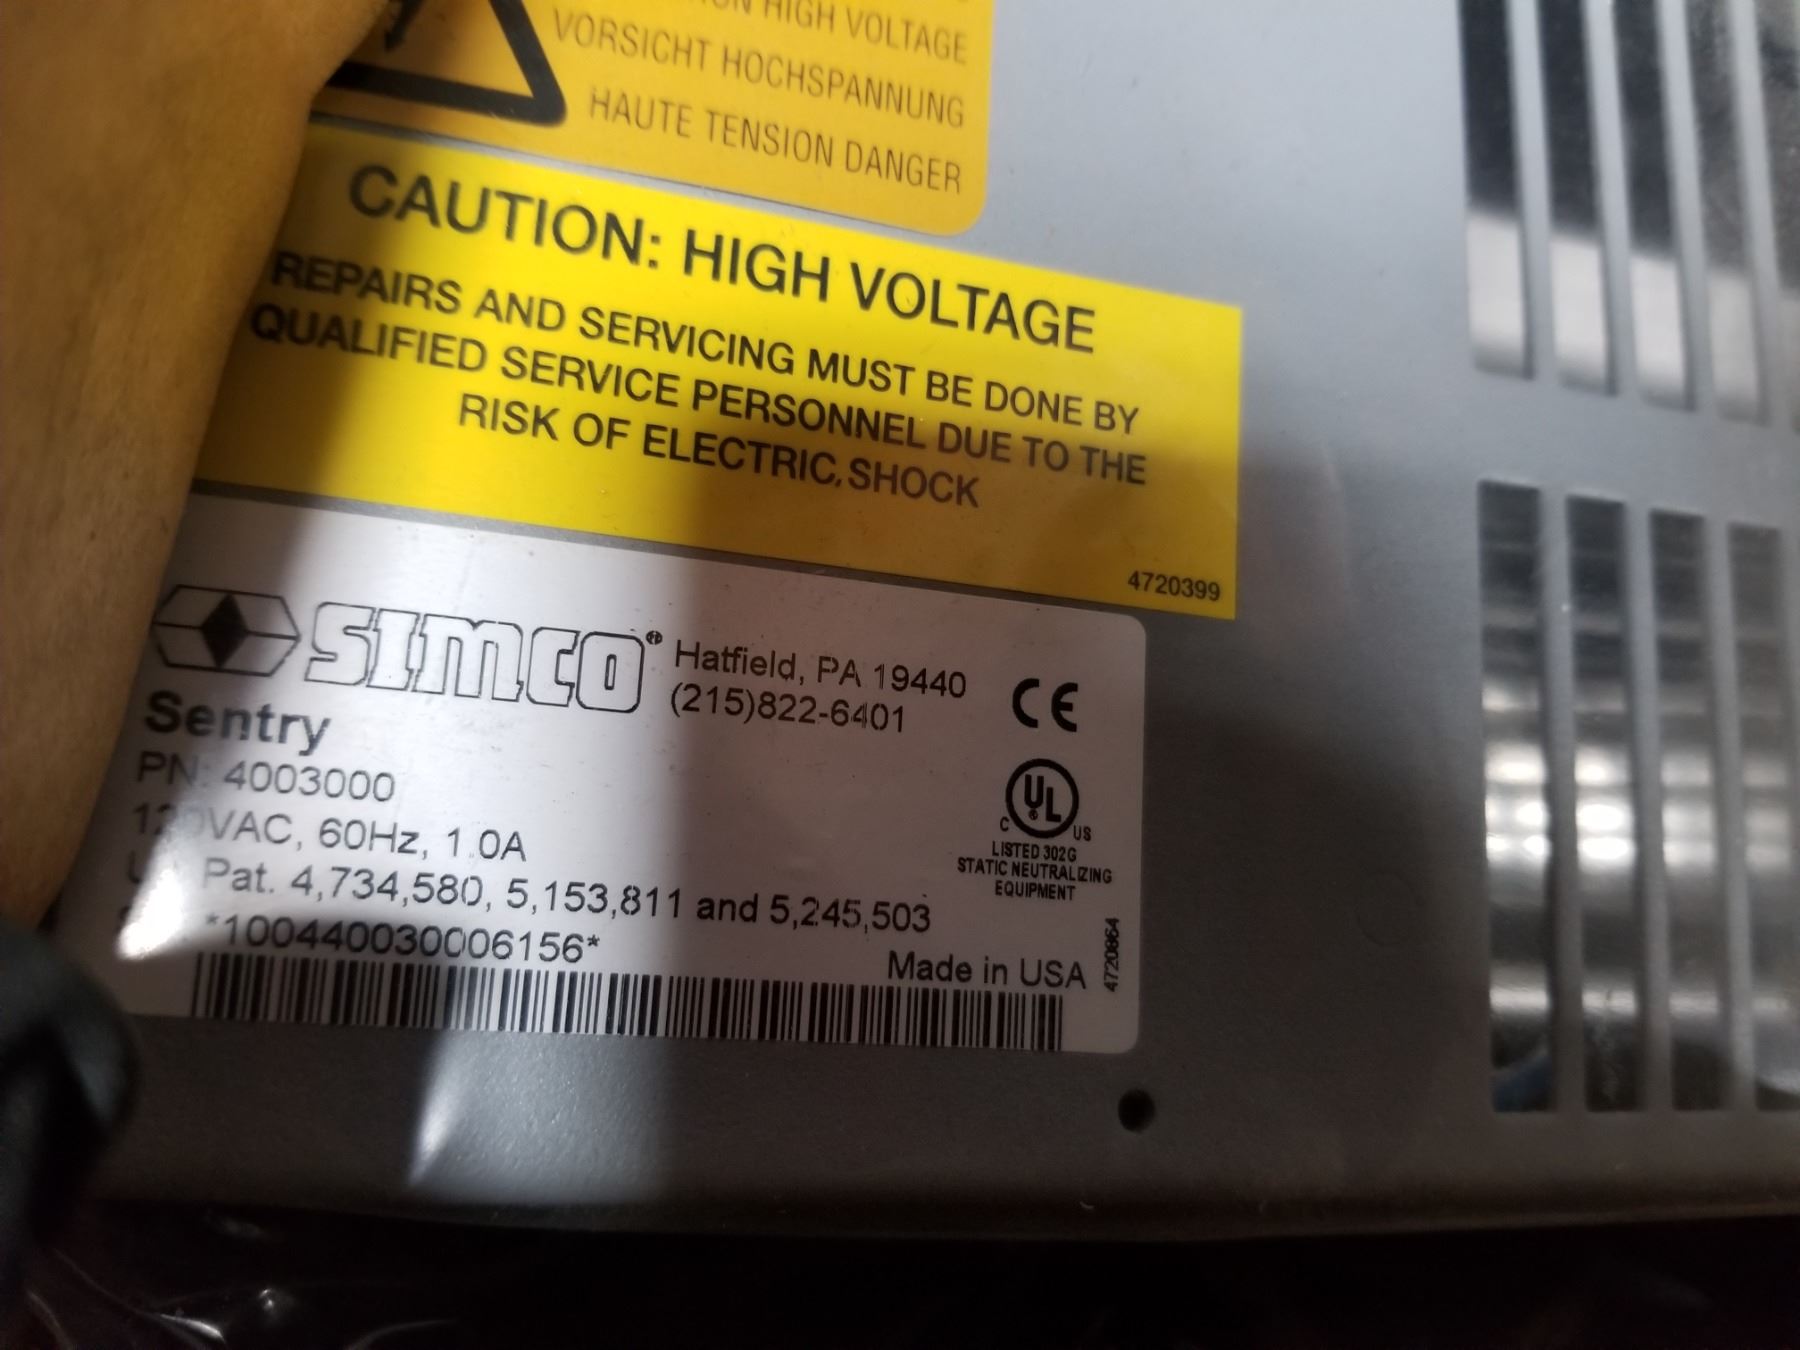 HIGH VOLTAGE
VORSICHT HOCHSPANNUNG
HAUTE TENSION DANGER
CAUTION: HIGH VOLTAGE
REPAIRS AND SERVICING MUST BE DONE BY
QUALIFIED SERVICE PERSONNEL DUE TO THE
RISK OF ELECTRIC SHOCK
4720399
SIMCO® Hatfield, PA 19440
(215)822-6401
CE
Sentry
PN: 4003000
120VAC, 60Hz, 1.0A
Pat. 4,734,580, 5,153,811 and 5,245,503
*100440030006156*
Made in USA
C UL US
LISTED 302G
STATIC NEUTRALIZING
EQUIPMENT
4720864